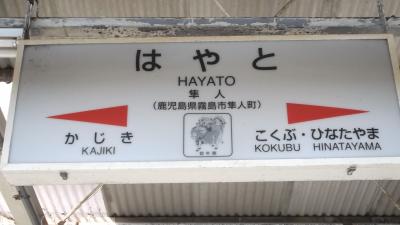 はやと
HAYATO
隼人
(鹿児島県霧島市隼人町)
かじき
KAJIKI
こくぶ・ひなたやま
KOKUBU HINATAYAMA